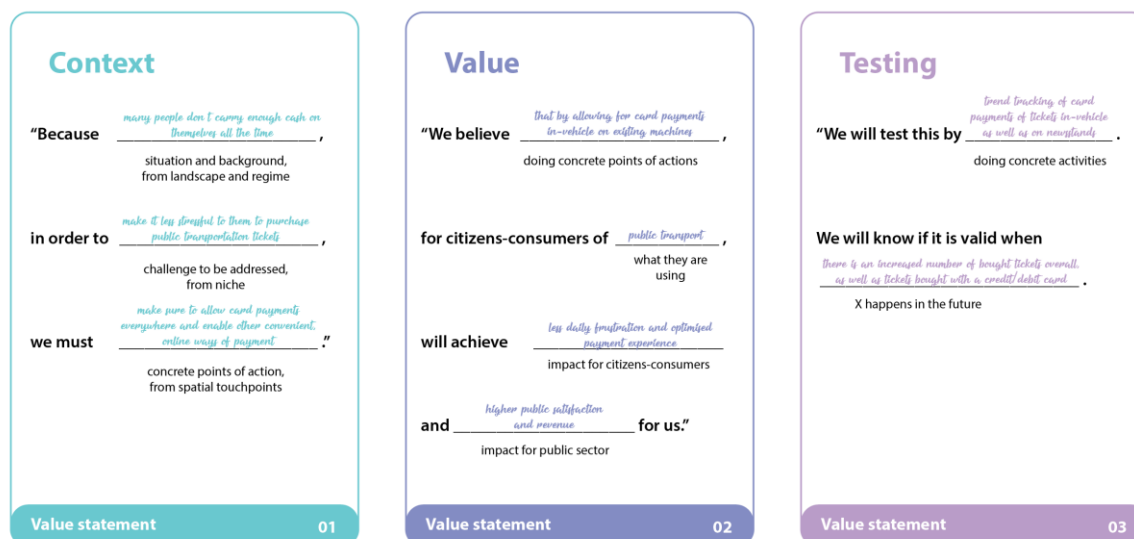 Context
“Because many people don't carry enough cash on
themselves all the time ,
situation and background,
from landscape and regime
in order to make it less stressful to them to purchase
public transportation tickets ,
challenge to be addressed,
from niche
we must make sure to allow card payments
everywhere and enable other convenient,
online ways of payment .”
concrete points of action,
from spatial touchpoints
Value statement 01
Value
“We believe that by allowing for card payments
in-vehicle on existing machines ,
doing concrete points of actions
for citizens-consumers of public transport ,
what they are
using
will achieve less daily frustration and optimised
payment experience
impact for citizens-consumers
and higher public satisfaction
and revenue for us.”
impact for public sector
Value statement 02
Testing
“We will test this by trend tracking of card
payments of tickets in-vehicle
as well as on newsstands .
doing concrete activities
We will know if it is valid when
there is an increased number of bought tickets overall,
as well as tickets bought with a credit/debit card .
X happens in the future
Value statement 03